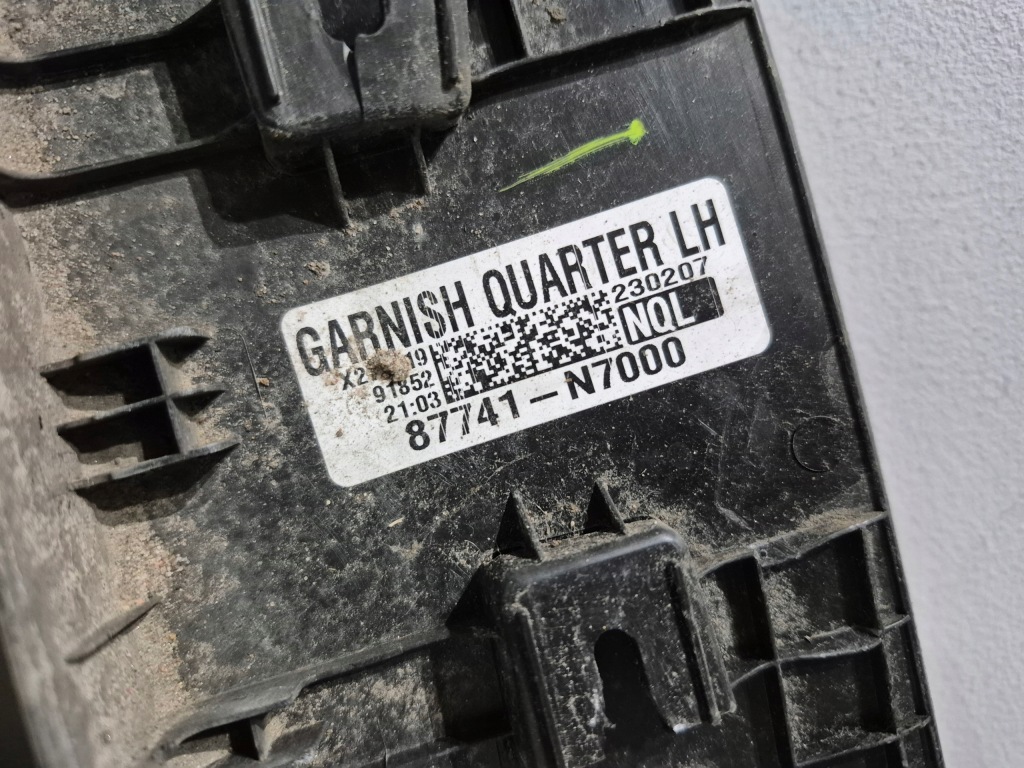 GARNISH QUARTER LH
230207
91852
NQL
21:03
87741-N7000